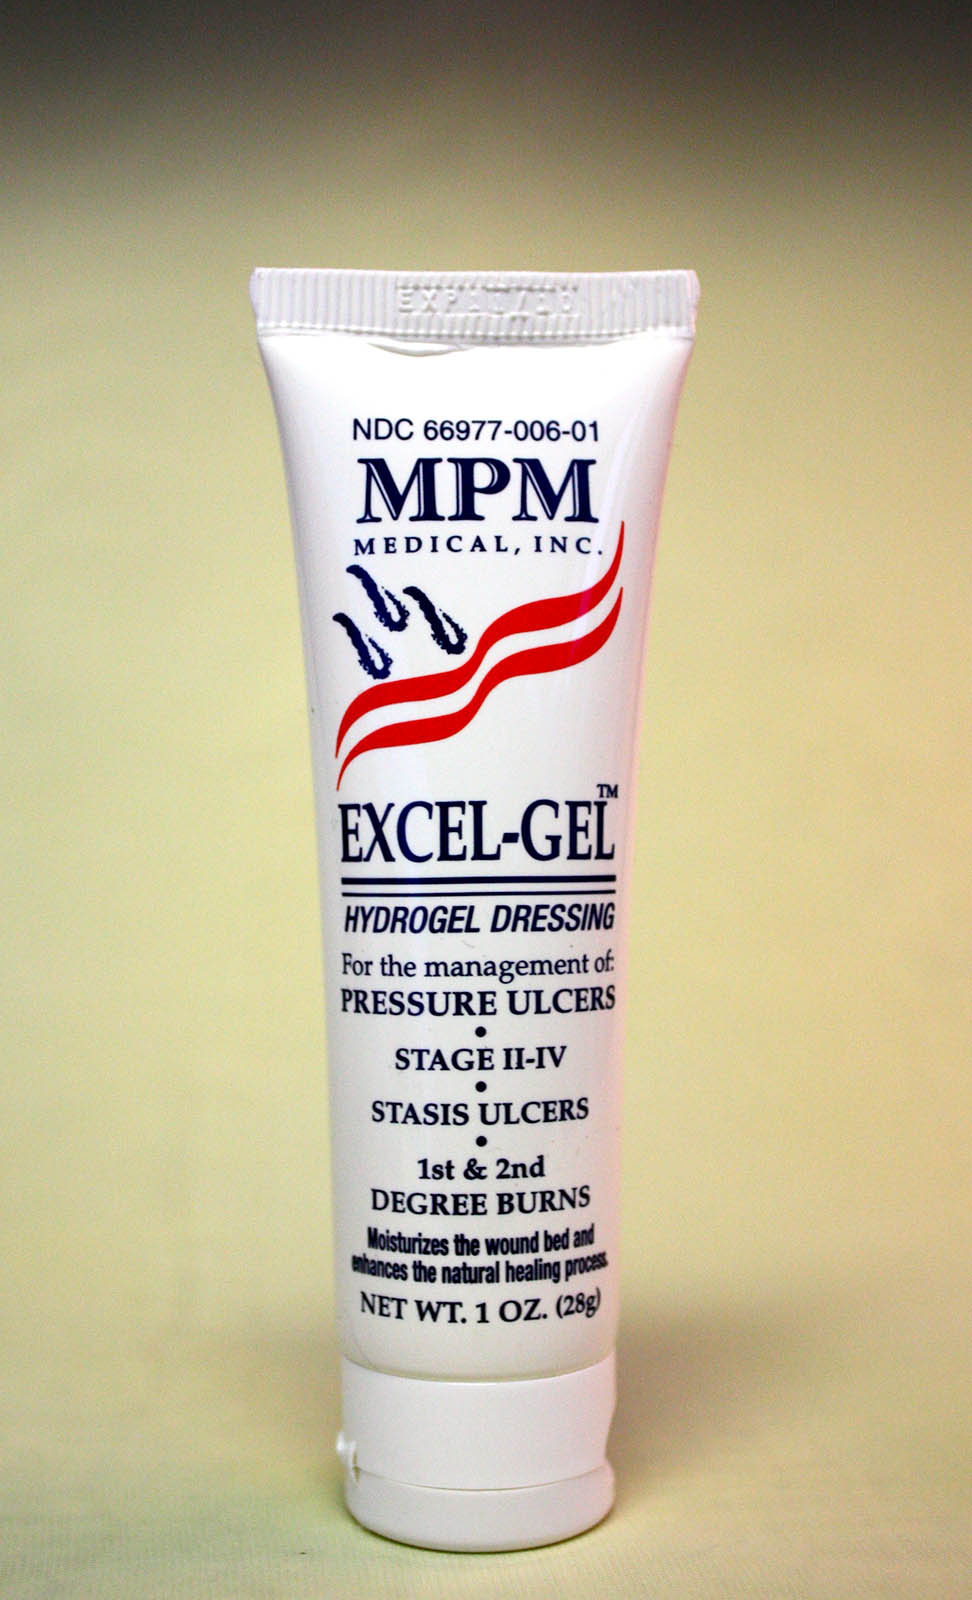 NDC 66977-006-01
MPM
MEDICAL, INC.
EXCEL-GEL™
HYDROGEL DRESSING
For the management of:
PRESSURE ULCERS
•
STAGE II-IV
•
STASIS ULCERS
•
1st & 2nd
DEGREE BURNS
Moisturizes the wound bed and
enhances the natural healing process.
NET WT. 1 OZ. (28g)